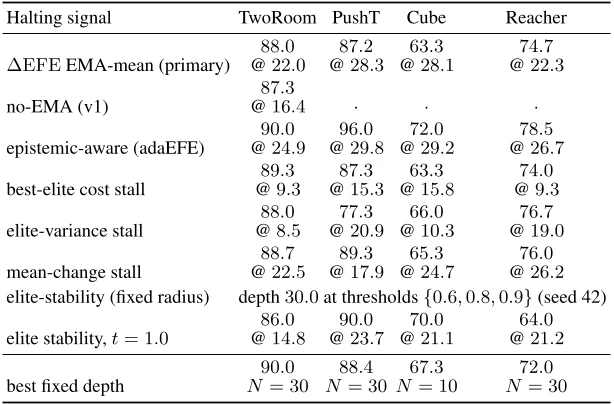 Halting signal TwoRoom PushT Cube Reacher
88.0 87.2 63.3 74.7
ΔEFE EMA-mean (primary) @ 22.0 @ 28.3 @ 28.1 @ 22.3
87.3
no-EMA (v1) @ 16.4 · · ·
90.0 96.0 72.0 78.5
epistemic-aware (adaEFE) @ 24.9 @ 29.8 @ 29.2 @ 26.7
89.3 87.3 63.3 74.0
best-elite cost stall @ 9.3 @ 15.3 @ 15.8 @ 9.3
88.0 77.3 66.0 76.7
elite-variance stall @ 8.5 @ 20.9 @ 10.3 @ 19.0
88.7 89.3 65.3 76.0
mean-change stall @ 22.5 @ 17.9 @ 24.7 @ 26.2
elite-stability (fixed radius) depth 30.0 at thresholds {0.6, 0.8, 0.9} (seed 42)
86.0 90.0 70.0 64.0
elite stability, t = 1.0 @ 14.8 @ 23.7 @ 21.1 @ 21.2
90.0 88.4 67.3 72.0
best fixed depth N = 30 N = 30 N = 10 N = 30